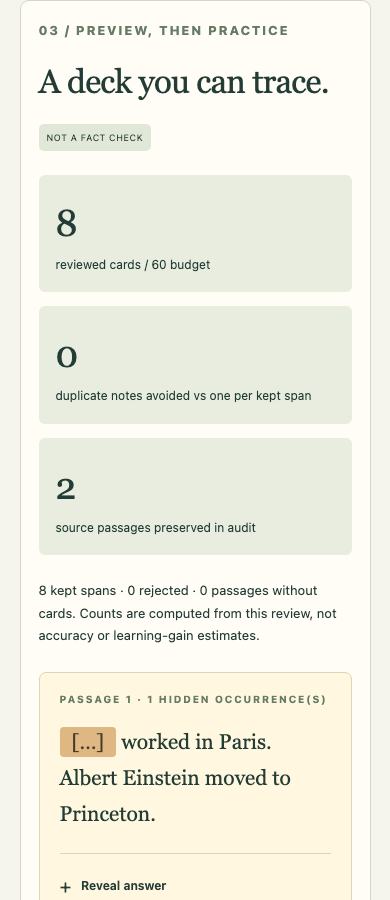 03 / PREVIEW, THEN PRACTICE
A deck you can trace.
NOT A FACT CHECK
8
reviewed cards / 60 budget
0
duplicate notes avoided vs one per kept span
2
source passages preserved in audit
8 kept spans · 0 rejected · 0 passages without
cards. Counts are computed from this review, not
accuracy or learning-gain estimates.
PASSAGE 1 · 1 HIDDEN OCCURRENCE(S)
[...] worked in Paris.
Albert Einstein moved to
Princeton.
+ Reveal answer